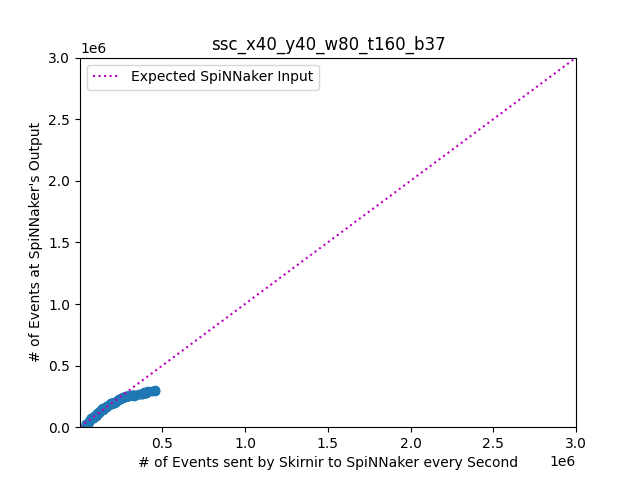 ssc_x40_y40_w80_t160_b37
1e6
3.0
2.5
2.0
1.5
1.0
0.5
0.0
# of Events at SpiNNaker's Output
Expected SpiNNaker Input
0.5 1.0 1.5 2.0 2.5 3.0
# of Events sent by Skirnir to SpiNNaker every Second
1e6